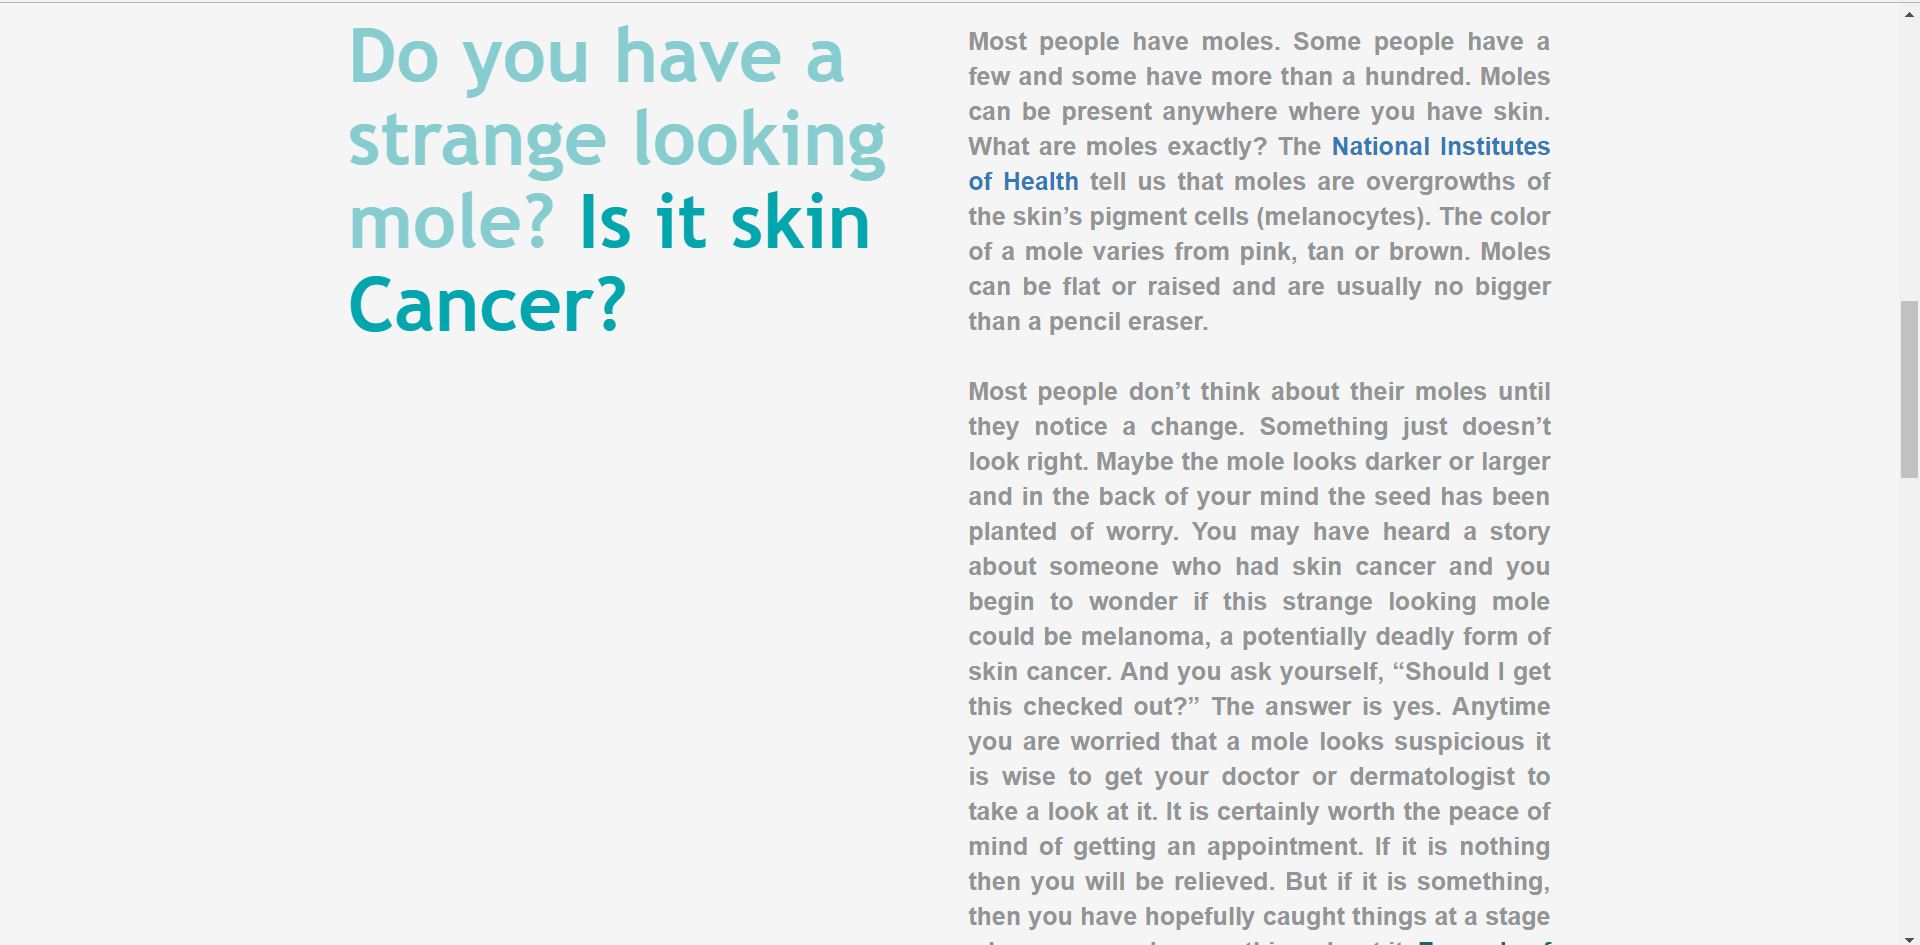 Do you have a
strange looking
mole? Is it skin
Cancer?
Most people have moles. Some people have a
few and some have more than a hundred. Moles
can be present anywhere where you have skin.
What are moles exactly? The National Institutes
of Health tell us that moles are overgrowths of
the skin’s pigment cells (melanocytes). The color
of a mole varies from pink, tan or brown. Moles
can be flat or raised and are usually no bigger
than a pencil eraser.
Most people don’t think about their moles until
they notice a change. Something just doesn’t
look right. Maybe the mole looks darker or larger
and in the back of your mind the seed has been
planted of worry. You may have heard a story
about someone who had skin cancer and you
begin to wonder if this strange looking mole
could be melanoma, a potentially deadly form of
skin cancer. And you ask yourself, “Should I get
this checked out?” The answer is yes. Anytime
you are worried that a mole looks suspicious it
is wise to get your doctor or dermatologist to
take a look at it. It is certainly worth the peace of
mind of getting an appointment. If it is nothing
then you will be relieved. But if it is something,
then you have hopefully caught things at a stage